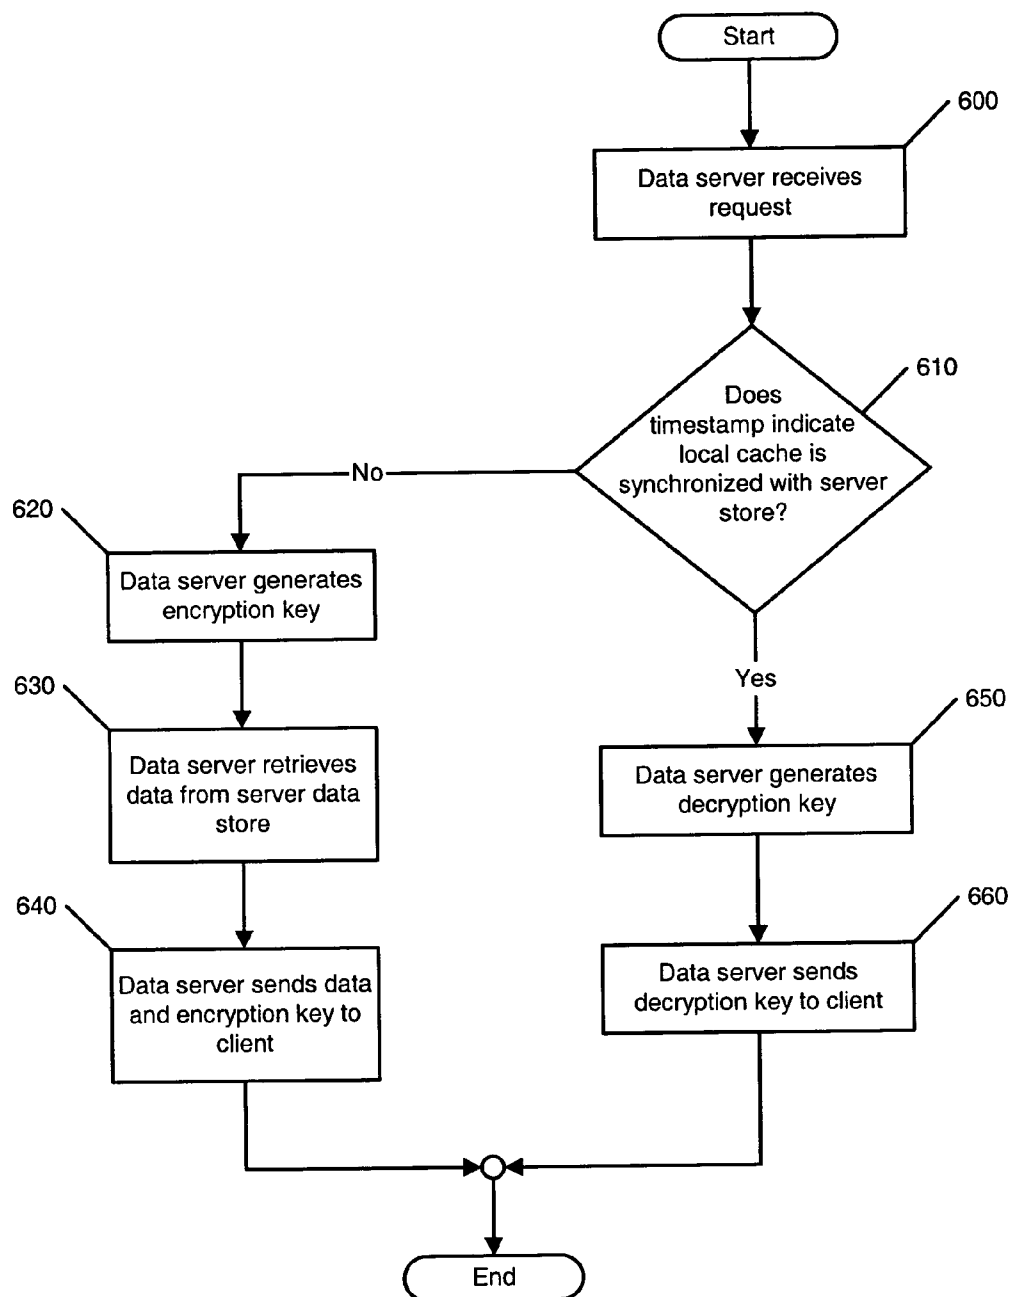 Start
600
Data server receives
request
610
Does
timestamp indicate
local cache is
synchronized with server
store?
No
620
Data server generates
encryption key
630
Data server retrieves
data from server data
store
640
Data server sends data
and encryption key to
client
Yes
650
Data server generates
decryption key
660
Data server sends
decryption key to client
End